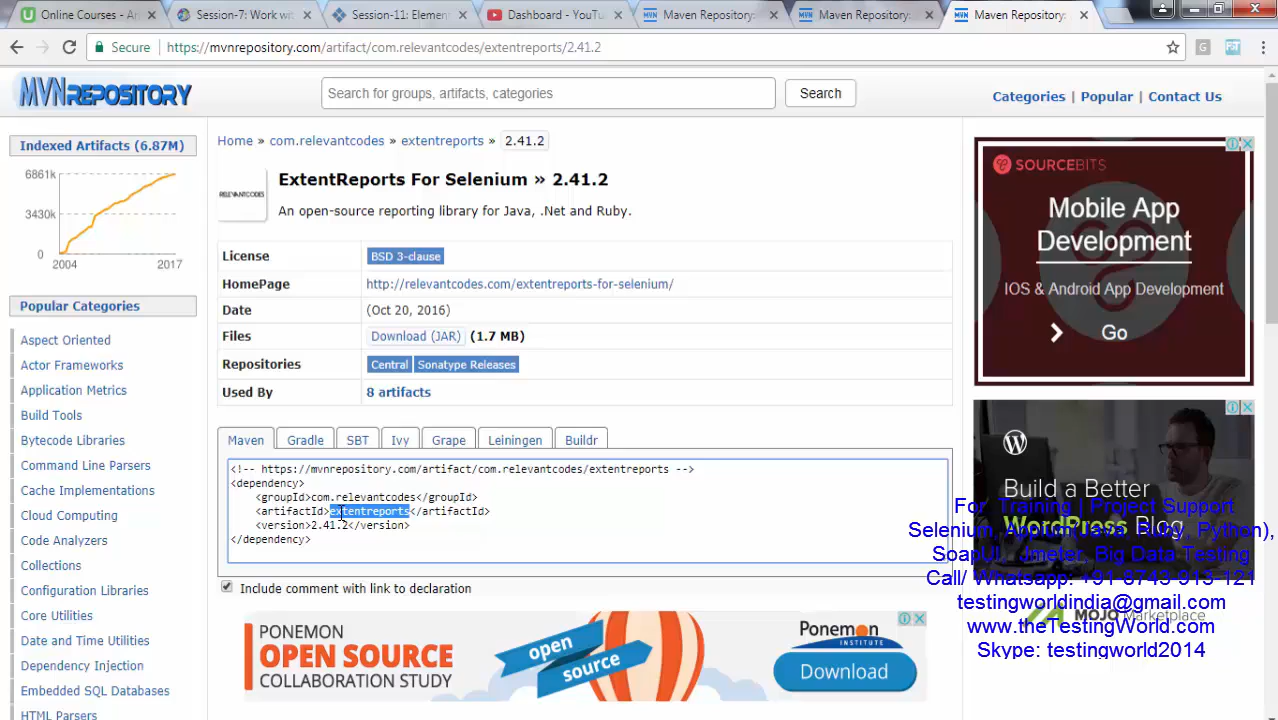 Online Courses - An
Session-7: Work wi
Session-11: Elemen
Dashboard - YouTu
Maven Repository:
Maven Repository:
Maven Repository:
Secure
https://mvnrepository.com/artifact/com.relevantcodes/extentreports/2.41.2
MVNREPOSITORY
Search for groups, artifacts, categories
Search
Categories | Popular | Contact Us
Indexed Artifacts (6.87M)
6861k
3430k
0
2004
2017
Popular Categories
Aspect Oriented
Actor Frameworks
Application Metrics
Build Tools
Bytecode Libraries
Command Line Parsers
Cache Implementations
Cloud Computing
Code Analyzers
Collections
Configuration Libraries
Core Utilities
Date and Time Utilities
Dependency Injection
Embedded SQL Databases
HTML Parsers
Home » com.relevantcodes » extentreports » 2.41.2
RELEVANTCODES
ExtentReports For Selenium » 2.41.2
An open-source reporting library for Java, .Net and Ruby.
License
BSD 3-clause
HomePage
http://relevantcodes.com/extentreports-for-selenium/
Date
(Oct 20, 2016)
Files
Download (JAR) (1.7 MB)
Repositories
Central Sonatype Releases
Used By
8 artifacts
Maven
Gradle
SBT
Ivy
Grape
Leiningen
Buildr
<!-- https://mvnrepository.com/artifact/com.relevantcodes/extentreports -->
<dependency>
<groupId>com.relevantcodes</groupId>
<artifactId>extentreports</artifactId>
<version>2.41.2</version>
</dependency>
Include comment with link to declaration
PONEMON
OPEN SOURCE
COLLABORATION STUDY
open
source
Ponemon
INSTITUTE
Download
SOURCEBITS
Mobile App
Development
IOS & Android App Development
Go
Build a Better
WordPress Blog
MOJO Marketplace
For Training | Project Support
Selenium, Appium(Java, Ruby, Python),
SoapUI, Jmeter, Big Data Testing
Call/ Whatsapp: +91-8743-913-121
testingworldindia@gmail.com
www.theTestingWorld.com
Skype: testingworld2014